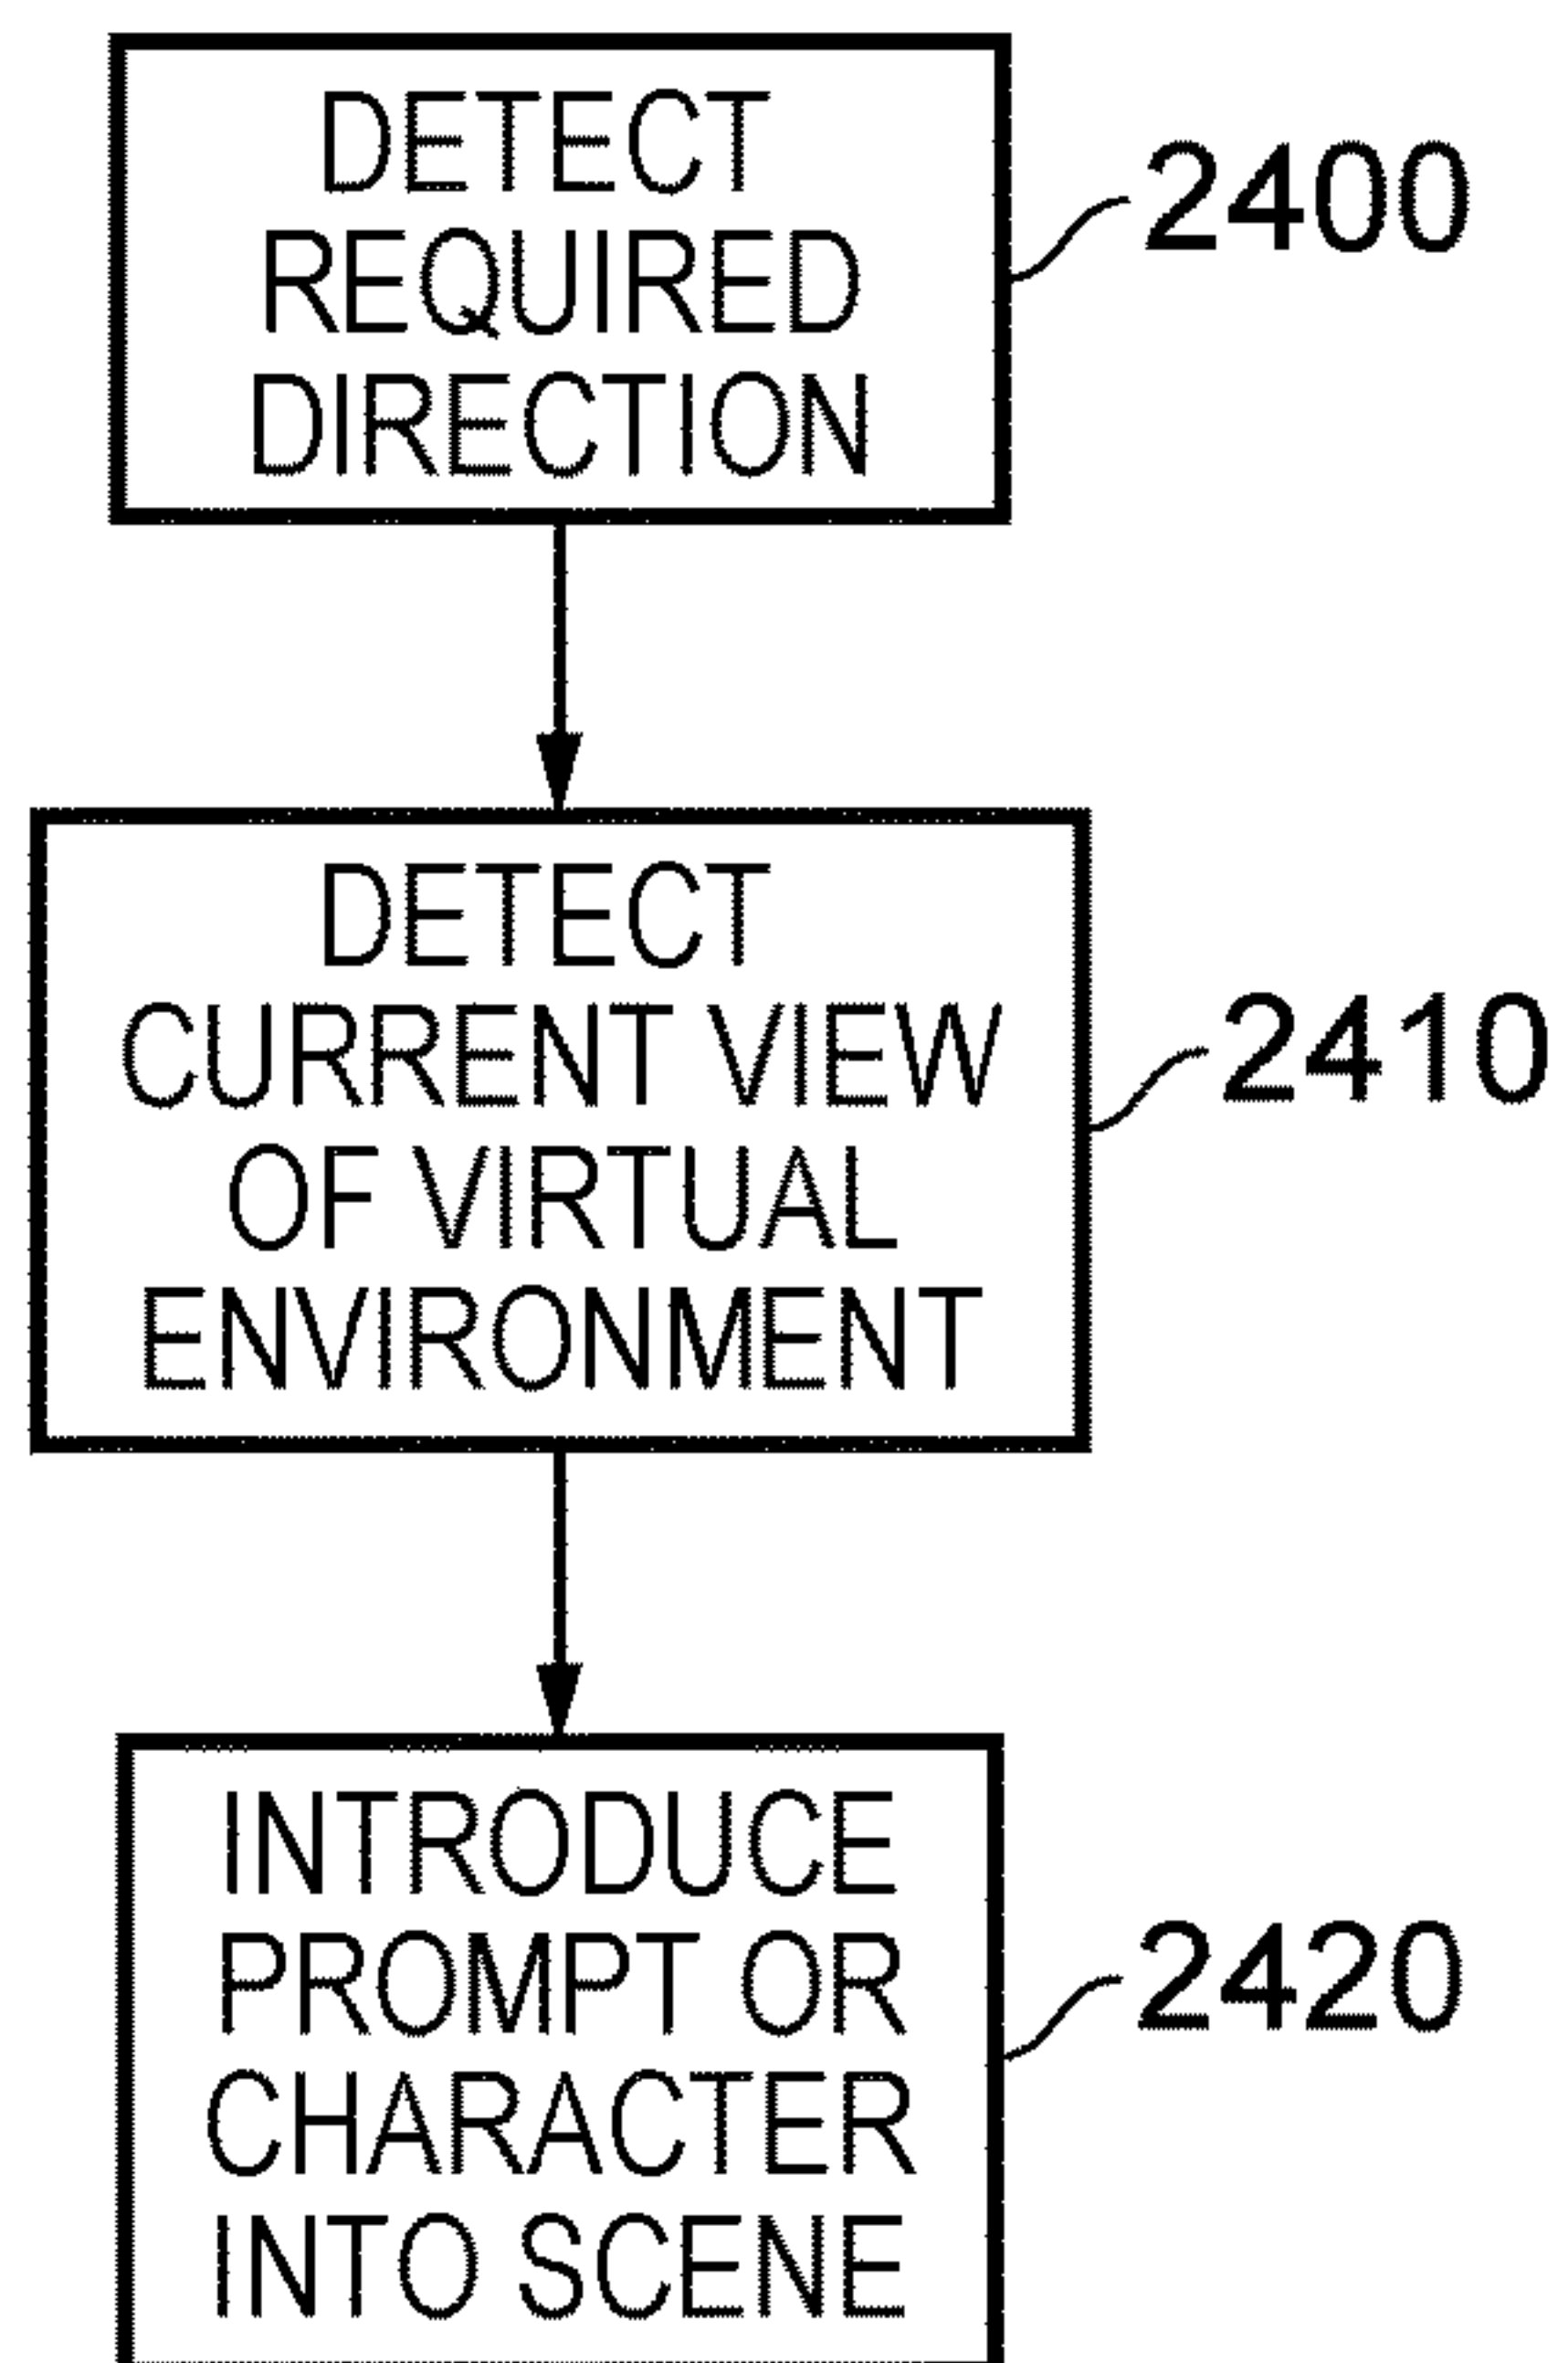 DETECT
REQUIRED
DIRECTION
2400
DETECT
CURRENT VIEW
OF VIRTUAL
ENVIRONMENT
2410
INTRODUCE
PROMPT OR
CHARACTER
INTO SCENE
2420